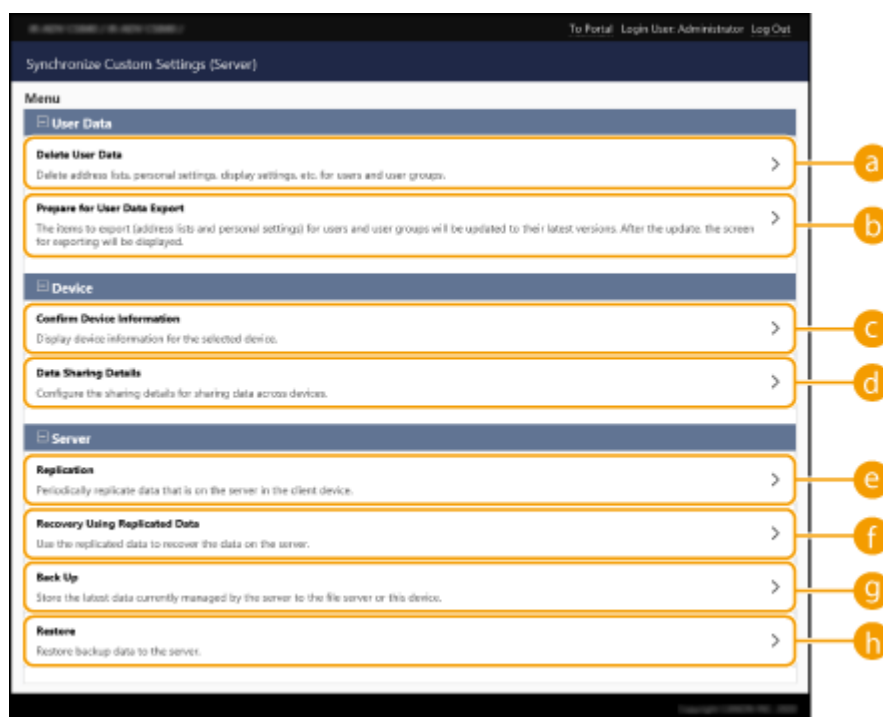 To Portal Login User: Administrator Log Out
Synchronize Custom Settings (Server)
Menu
User Data
Delete User Data
Delete address lists, personal settings, display settings, etc. for users and user groups.
a
Prepare for User Data Export
The items to export (address lists and personal settings) for users and user groups will be updated to their latest versions. After the update, the screen
for exporting will be displayed.
b
Device
Confirm Device Information
Display device information for the selected device.
c
Data Sharing Details
Configure the sharing details for sharing data across devices.
d
Server
Replication
Periodically replicate data that is on the server in the client device.
e
Recovery Using Replicated Data
Use the replicated data to recover the data on the server.
f
Back Up
Store the latest data currently managed by the server to the file server or this device.
g
Restore
Restore backup data to the server.
h